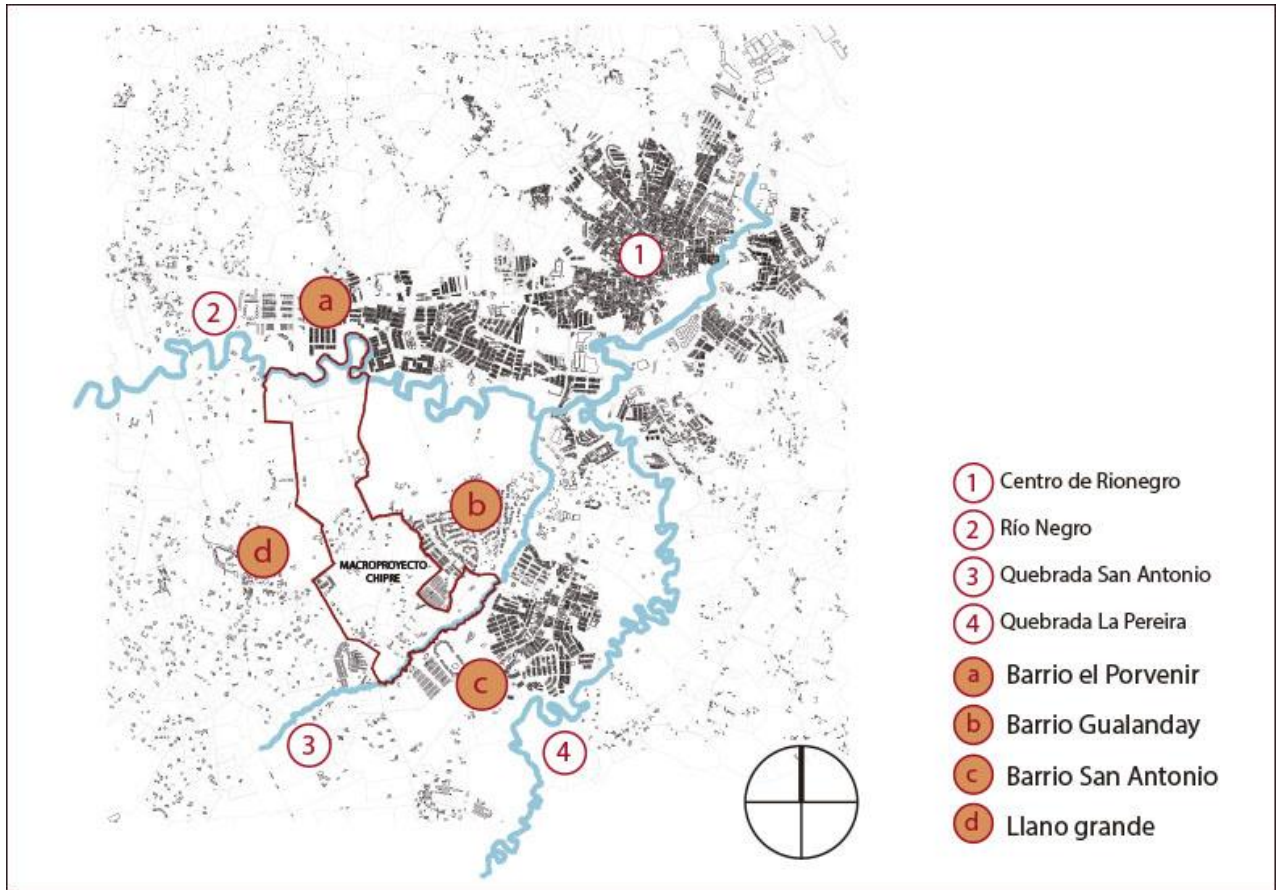 1
a
2
b
d
MACROPROYECTO
CHIPRE
c
3
4
1 Centro de Rionegro
2 Río Negro
3 Quebrada San Antonio
4 Quebrada La Pereira
a Barrio el Porvenir
b Barrio Gualanday
c Barrio San Antonio
d Llano grande